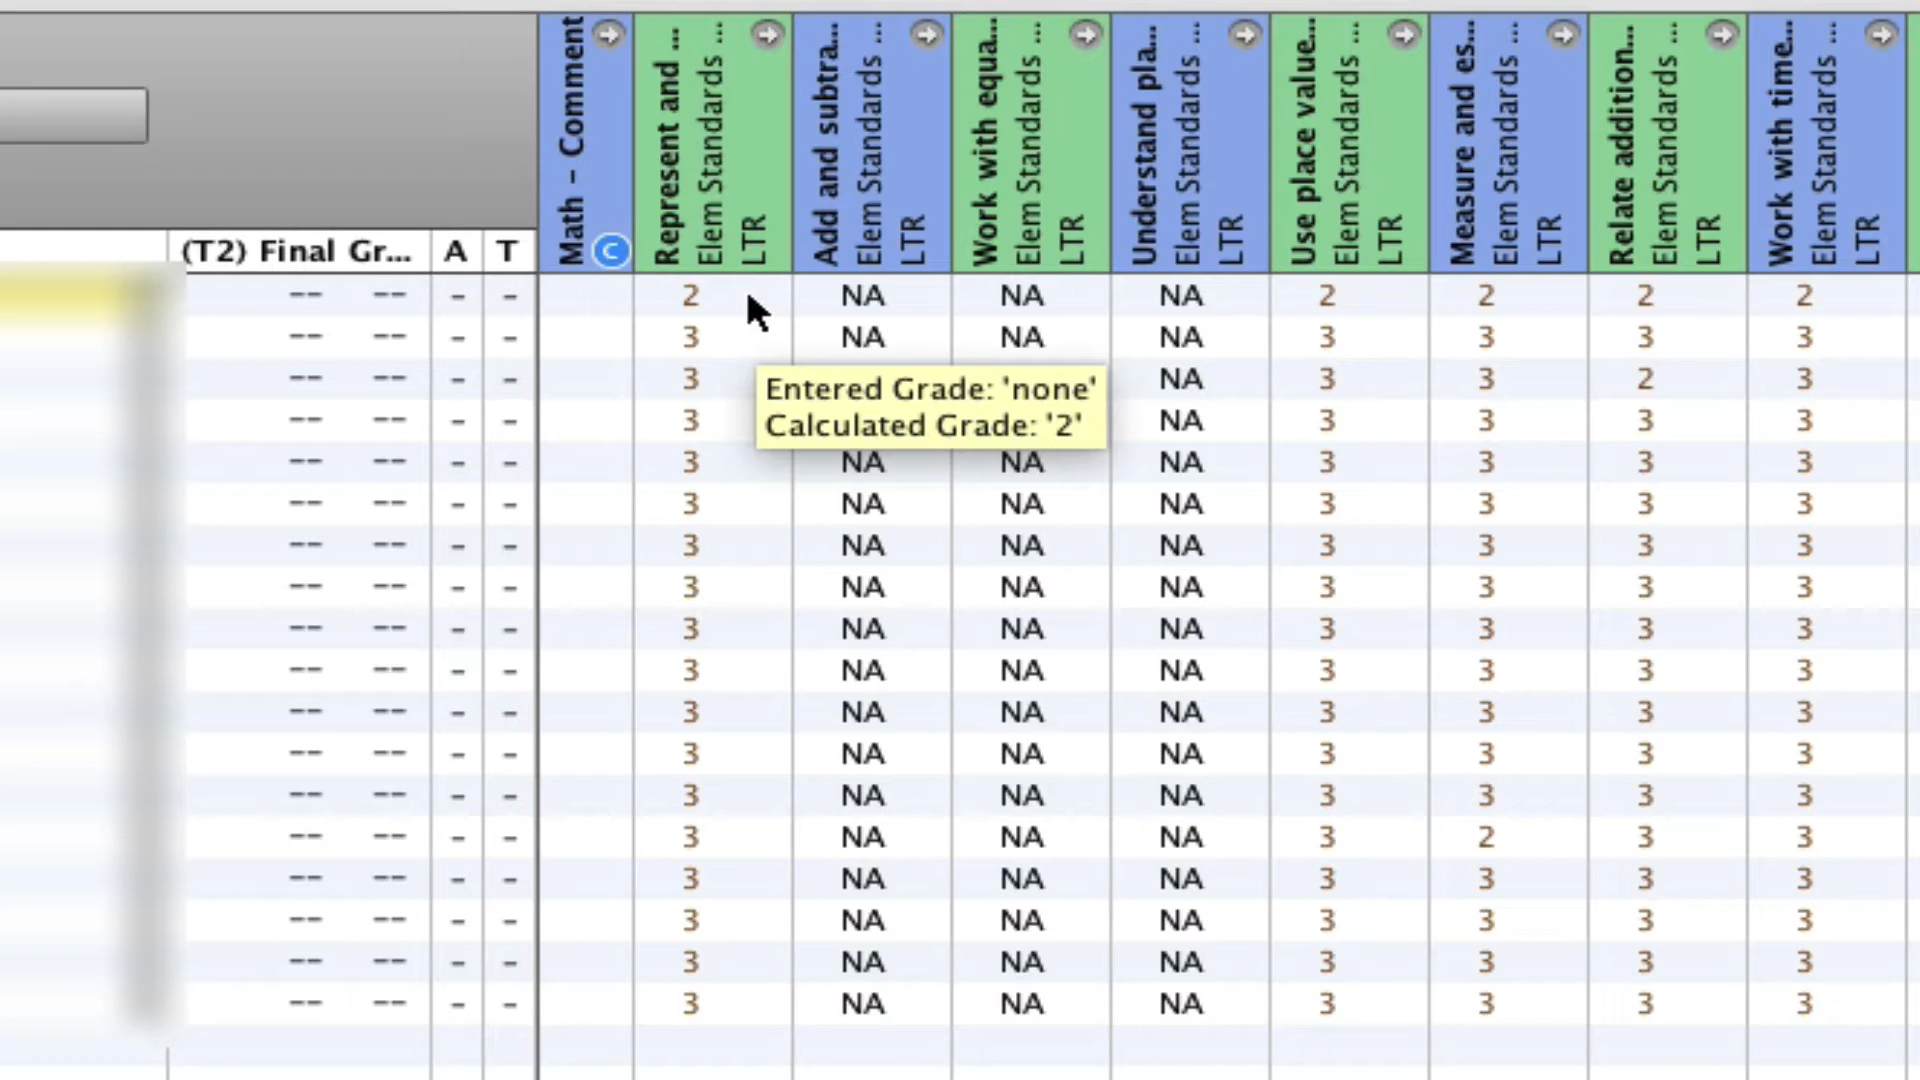 Math - Comment
C
Represent and ...
Elem Standards ...
LTR
Add and subtra...
Elem Standards ...
LTR
Work with equa...
Elem Standards ...
LTR
Understand pla...
Elem Standards ...
LTR
Use place value...
Elem Standards ...
LTR
Measure and es...
Elem Standards ...
LTR
Relate addition...
Elem Standards ...
LTR
Work with time...
Elem Standards ...
LTR
(T2) Final Gr... A T
-- -- - - 2 NA NA NA 2 2 2 2
-- -- - - 3 NA NA NA 3 3 3 3
-- -- - - 3 NA 3 3 2 3
-- -- - - 3 NA 3 3 3 3
Entered Grade: 'none'
Calculated Grade: '2'
-- -- - - 3 NA NA NA 3 3 3 3
-- -- - - 3 NA NA NA 3 3 3 3
-- -- - - 3 NA NA NA 3 3 3 3
-- -- - - 3 NA NA NA 3 3 3 3
-- -- - - 3 NA NA NA 3 3 3 3
-- -- - - 3 NA NA NA 3 3 3 3
-- -- - - 3 NA NA NA 3 3 3 3
-- -- - - 3 NA NA NA 3 3 3 3
-- -- - - 3 NA NA NA 3 3 3 3
-- -- - - 3 NA NA NA 3 2 3 3
-- -- - - 3 NA NA NA 3 3 3 3
-- -- - - 3 NA NA NA 3 3 3 3
-- -- - - 3 NA NA NA 3 3 3 3
-- -- - - 3 NA NA NA 3 3 3 3